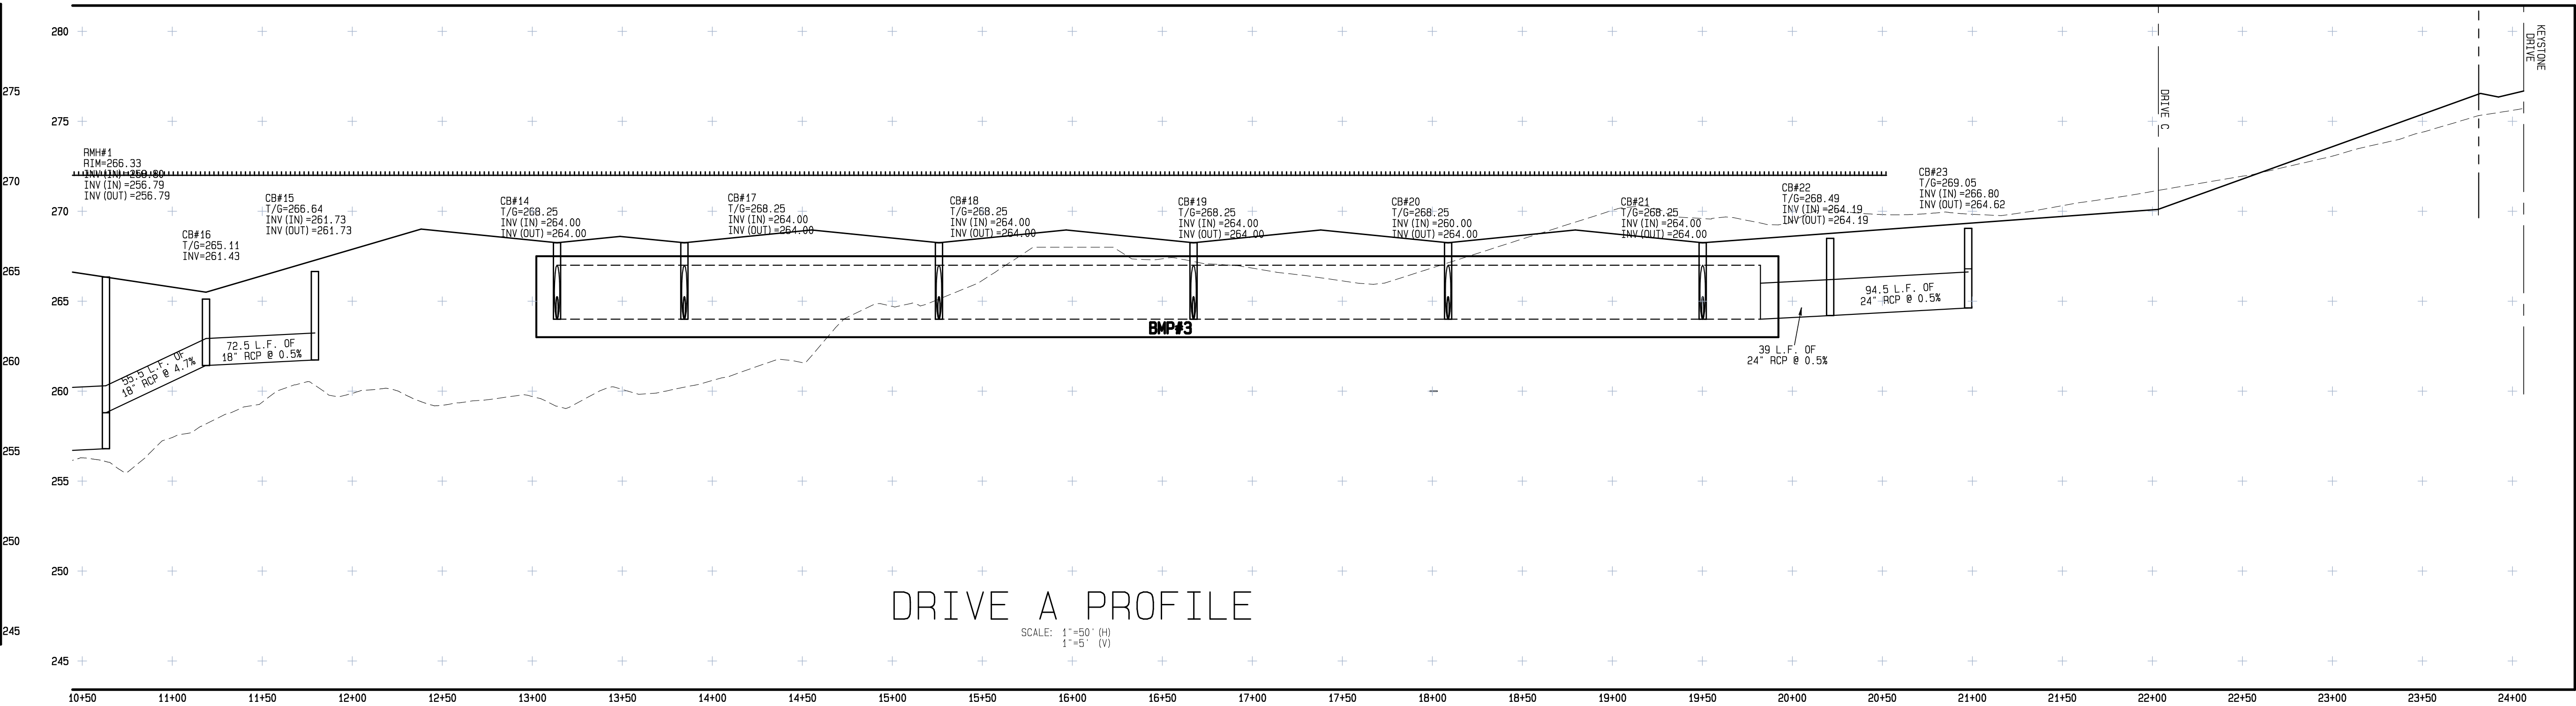 280
275
275
270
270
265
265
260
260
255
255
250
250
245
245
KEYSTONE
DRIVE
DRIVE C
RMH#1
RIM=266.33
INV(IN)=256.79
INV(OUT)=256.79
CB#16
T/G=265.11
INV=261.43
CB#15
T/G=266.64
INV(IN)=261.73
INV(OUT)=261.73
CB#14
T/G=268.25
INV(IN)=264.00
INV(OUT)=264.00
CB#17
T/G=268.25
INV(IN)=264.00
INV(OUT)=264.00
CB#18
T/G=268.25
INV(IN)=264.00
INV(OUT)=264.00
CB#19
T/G=268.25
INV(IN)=264.00
INV(OUT)=264.00
CB#20
T/G=268.25
INV(IN)=260.00
INV(OUT)=264.00
CB#21
T/G=268.25
INV(IN)=264.00
INV(OUT)=264.00
CB#22
T/G=268.49
INV(IN)=264.19
INV(OUT)=264.19
CB#23
T/G=269.05
INV(IN)=266.80
INV(OUT)=264.62
55.5 L.F. OF
18" RCP @ 4.7%
72.5 L.F. OF
18" RCP @ 0.5%
BMP#3
94.5 L.F. OF
24" RCP @ 0.5%
39 L.F. OF
24" RCP @ 0.5%
DRIVE A PROFILE
SCALE: 1"=50'(H)
1"=5' (V)
10+50 11+00 11+50 12+00 12+50 13+00 13+50 14+00 14+50 15+00 15+50 16+00 16+50 17+00 17+50 18+00 18+50 19+00 19+50 20+00 20+50 21+00 21+50 22+00 22+50 23+00 23+50 24+00